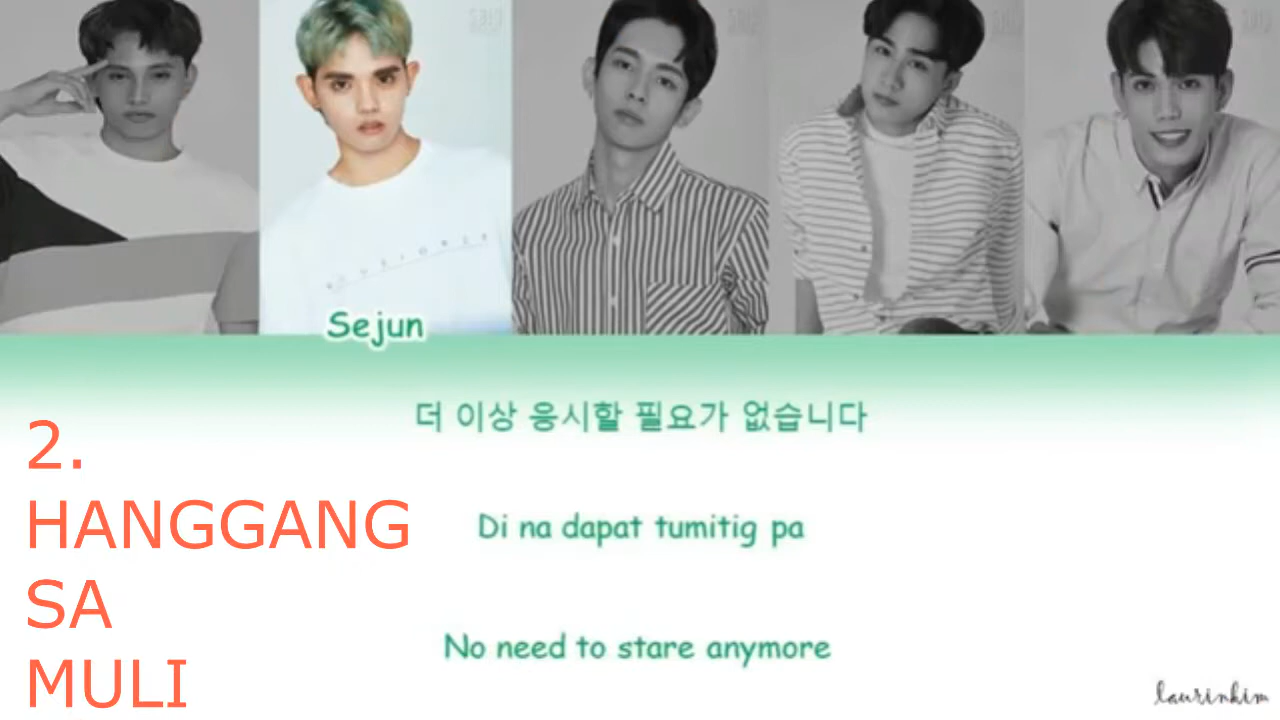 Sejun
더 이상 응시할 필요가 없습니다
2.
HANGGANG
SA
MULI
Di na dapat tumitig pa
No need to stare anymore
laurinkim